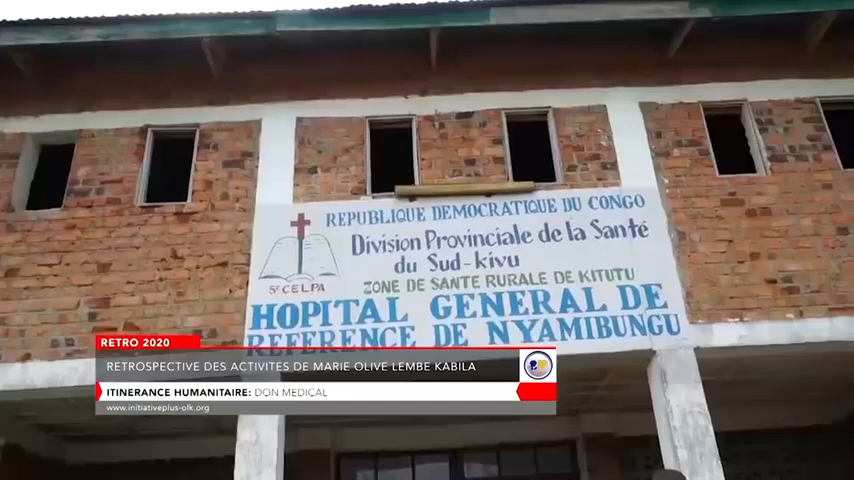 REPUBLIQUE DEMOCRATIQUE DU CONGO
Division Provinciale de la Santé
du Sud-Kivu
5e CELPA
ZONE DE SANTE RURALE DE KITUTU
HOPITAL GENERAL DE
REFERENCE DE NYAMIBUNGU
RETRO 2020
RETROSPECTIVE DES ACTIVITES DE MARIE OLIVE LEMBE KABILA
ITINERANCE HUMANITAIRE: DON MEDICAL
www.initiativeplus-olk.org